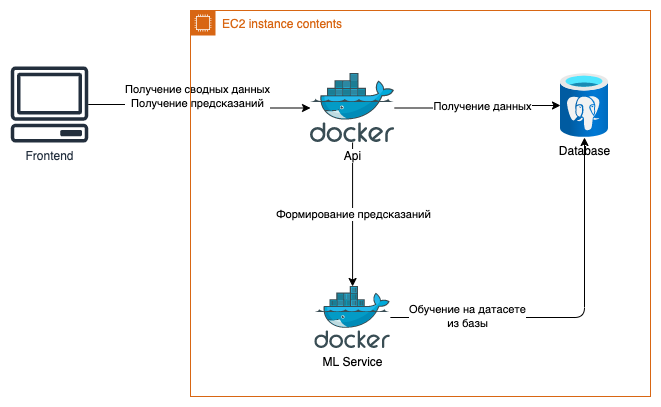 EC2 instance contents
Получение сводных данных
Получение предсказаний
Frontend
docker
Api
Получение данных
Database
Формирование предсказаний
docker
ML Service
Обучение на датасете
из базы